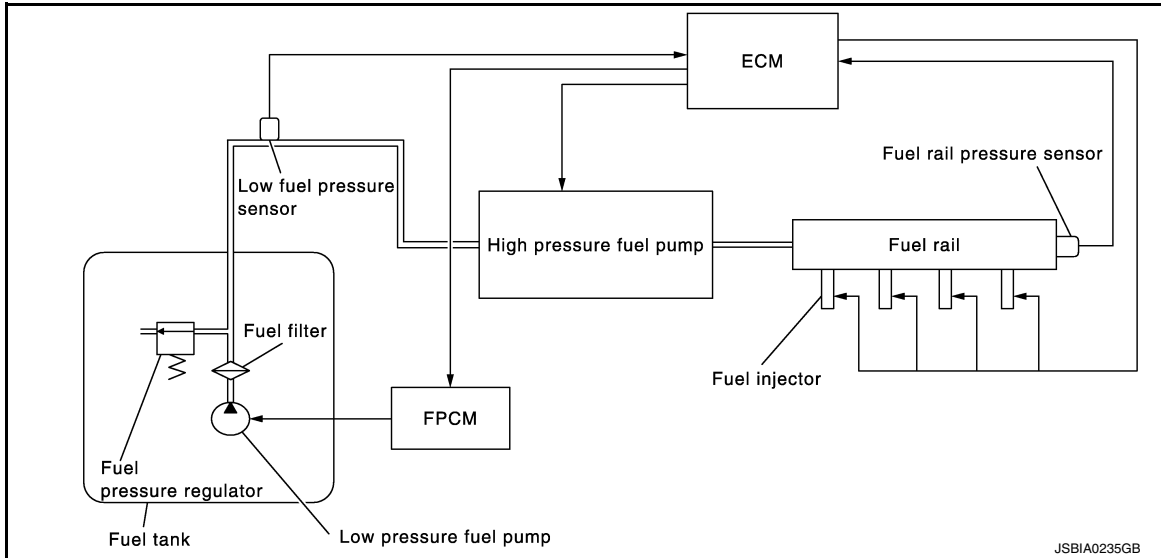 ECM
Fuel rail pressure sensor
Low fuel pressure
sensor
High pressure fuel pump
Fuel rail
Fuel filter
Fuel injector
FPCM
Fuel
pressure regulator
Fuel tank
Low pressure fuel pump
JSBIA0235GB